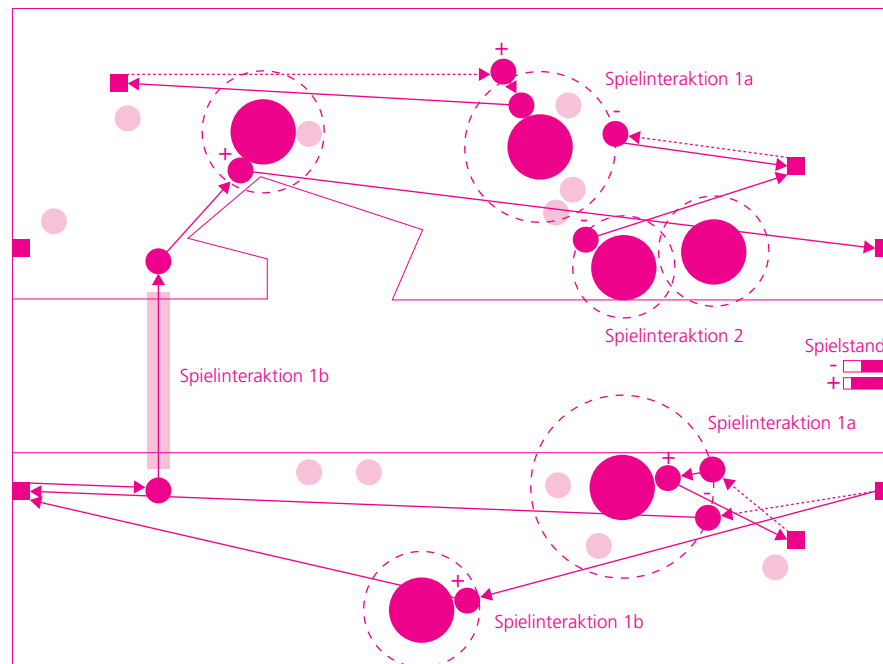 +
Spielinteraktion 1a
-
+
-
Spielinteraktion 2
Spielstand
-
+
Spielinteraktion 1b
Spielinteraktion 1a
+
-
+
Spielinteraktion 1b